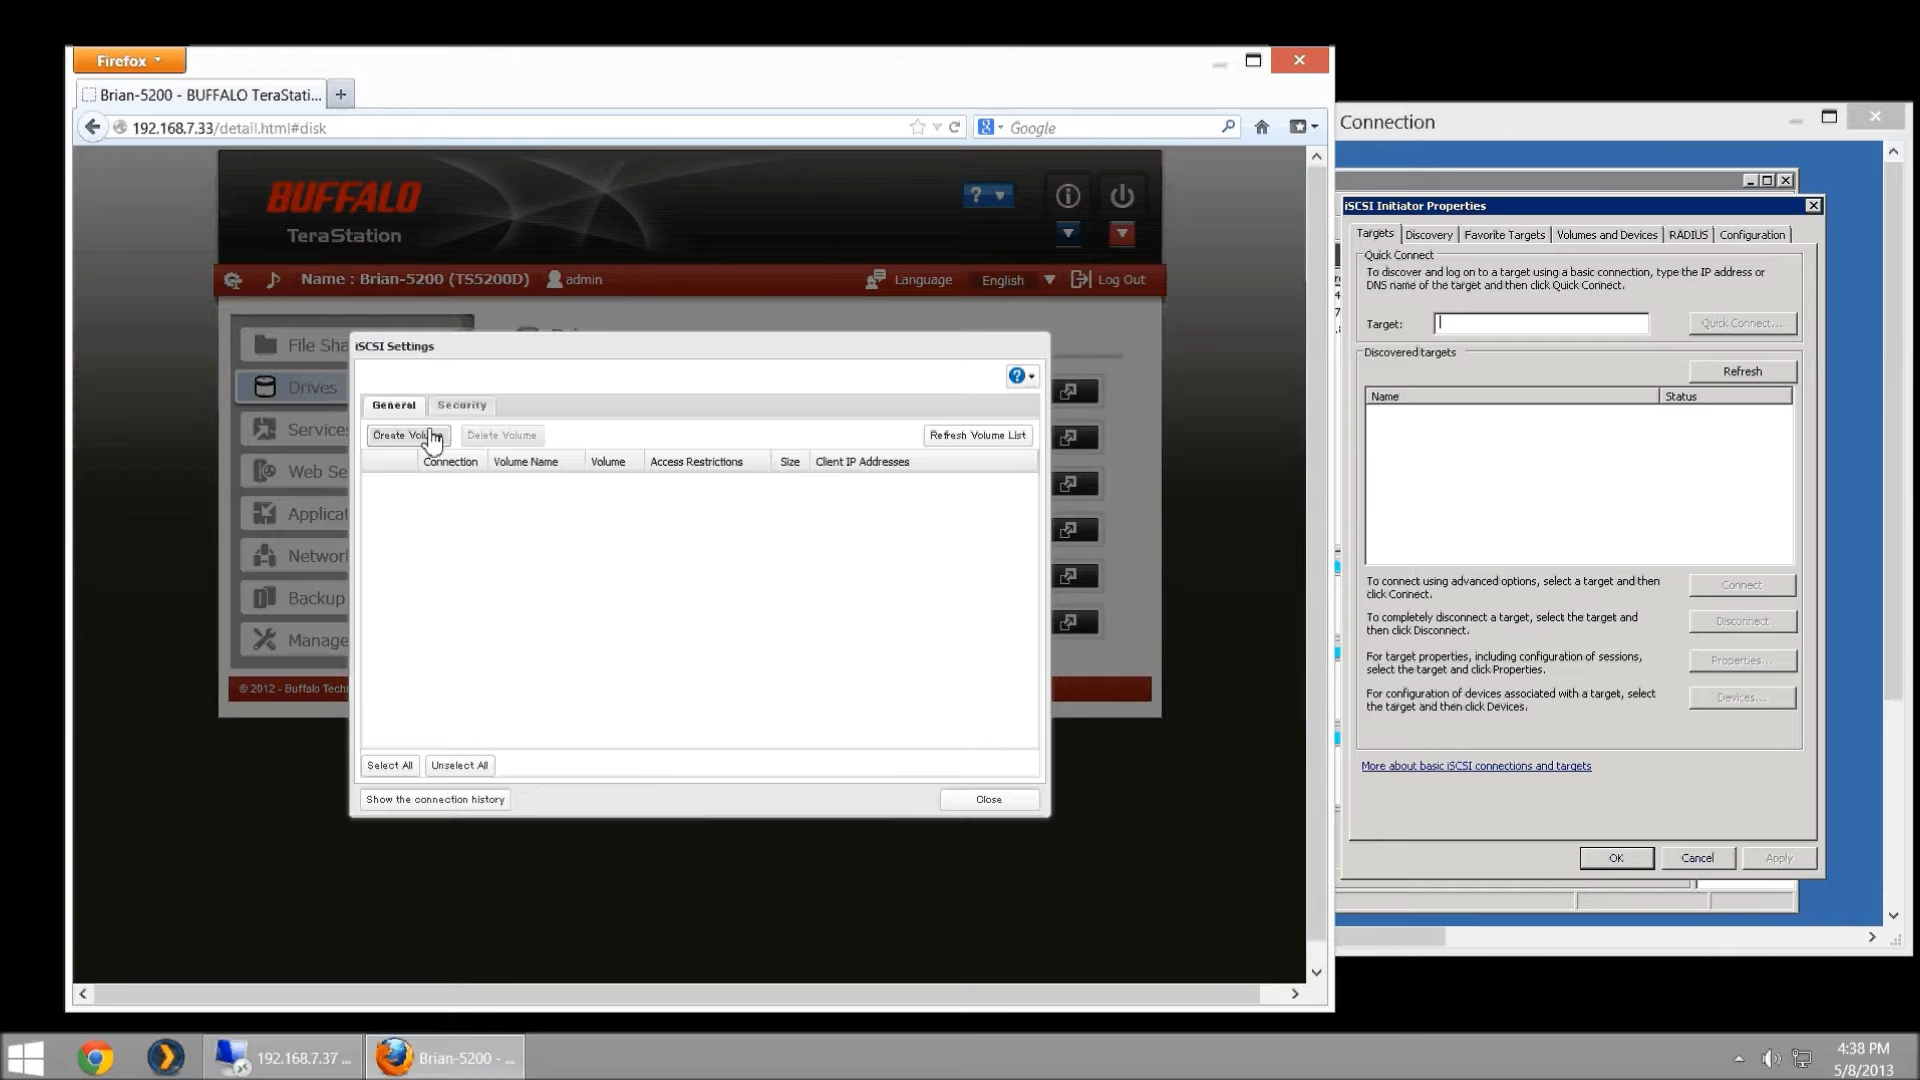 Firefox
Brian-5200 - BUFFALO TeraStati...
192.168.7.33/detail.html#disk
Google
BUFFALO
TeraStation
?
Name : Brian-5200 (TS5200D)
admin
Language
English
Log Out
File Sha
Drives
Services
Web Se
Applicat
Networ
Backup
Manage
© 2012 - Buffalo Techn
iSCSI Settings
?
General
Security
Create Volu
Delete Volume
Refresh Volume List
Connection
Volume Name
Volume
Access Restrictions
Size
Client IP Addresses
Select All
Unselect All
Show the connection history
Close
Connection
iSCSI Initiator Properties
Targets
Discovery
Favorite Targets
Volumes and Devices
RADIUS
Configuration
Quick Connect
To discover and log on to a target using a basic connection, type the IP address or
DNS name of the target and then click Quick Connect.
Target:
Quick Connect...
Discovered targets
Refresh
Name
Status
To connect using advanced options, select a target and then
click Connect.
Connect
To completely disconnect a target, select the target and
then click Disconnect.
Disconnect
For target properties, including configuration of sessions,
select the target and click Properties.
Properties...
For configuration of devices associated with a target, select
the target and then click Devices.
Devices...
More about basic iSCSI connections and targets
OK
Cancel
Apply
192.168.7.37 ...
Brian-5200 - ...
4:38 PM
5/8/2013